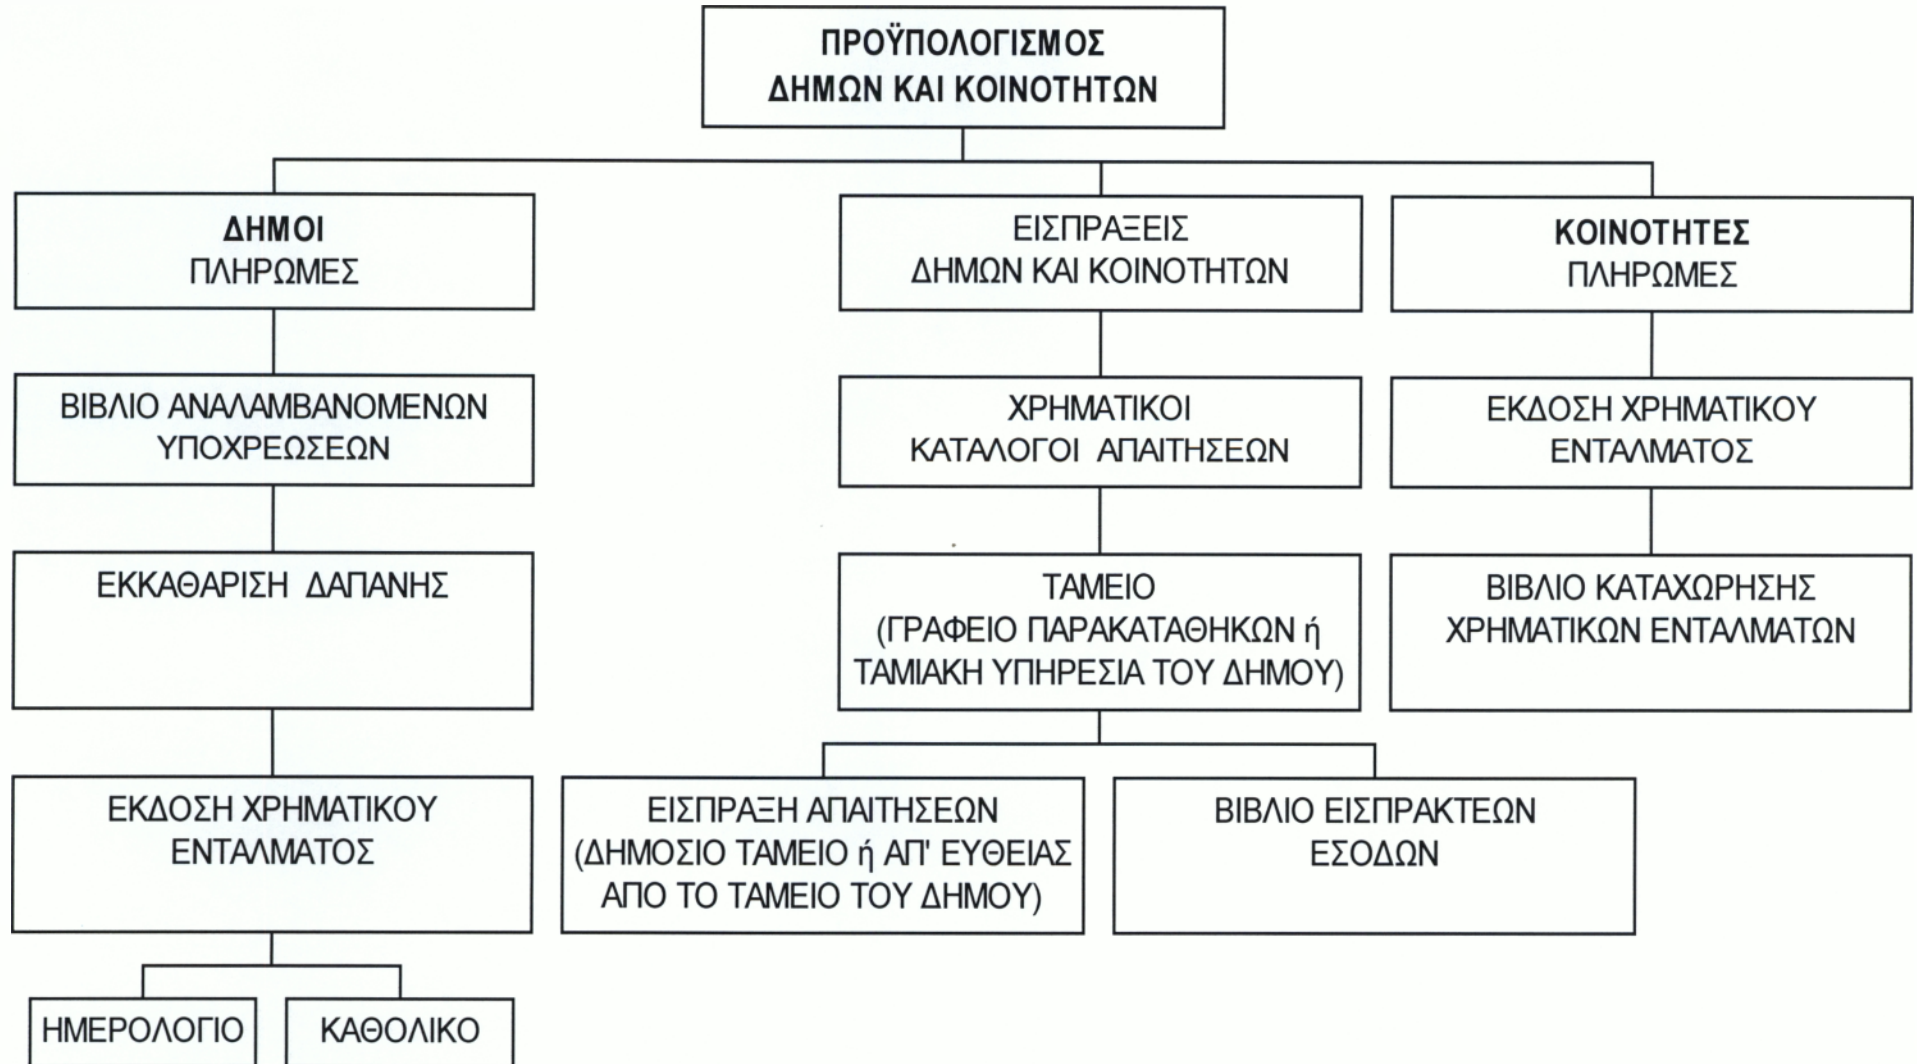 ΠΡΟΫΠΟΛΟΓΙΣΜΟΣ
ΔΗΜΩΝ ΚΑΙ ΚΟΙΝΟΤΗΤΩΝ
ΔΗΜΟΙ
ΠΛΗΡΩΜΕΣ
ΕΙΣΠΡΑΞΕΙΣ
ΔΗΜΩΝ ΚΑΙ ΚΟΙΝΟΤΗΤΩΝ
ΚΟΙΝΟΤΗΤΕΣ
ΠΛΗΡΩΜΕΣ
ΒΙΒΛΙΟ ΑΝΑΛΑΜΒΑΝΟΜΕΝΩΝ
ΥΠΟΧΡΕΩΣΕΩΝ
ΧΡΗΜΑΤΙΚΟΙ
ΚΑΤΑΛΟΓΟΙ ΑΠΑΙΤΗΣΕΩΝ
ΕΚΔΟΣΗ ΧΡΗΜΑΤΙΚΟΥ
ΕΝΤΑΛΜΑΤΟΣ
ΕΚΚΑΘΑΡΙΣΗ ΔΑΠΑΝΗΣ
ΤΑΜΕΙΟ
(ΓΡΑΦΕΙΟ ΠΑΡΑΚΑΤΑΘΗΚΩΝ ή
ΤΑΜΙΑΚΗ ΥΠΗΡΕΣΙΑ ΤΟΥ ΔΗΜΟΥ)
ΒΙΒΛΙΟ ΚΑΤΑΧΩΡΗΣΗΣ
ΧΡΗΜΑΤΙΚΩΝ ΕΝΤΑΛΜΑΤΩΝ
ΕΚΔΟΣΗ ΧΡΗΜΑΤΙΚΟΥ
ΕΝΤΑΛΜΑΤΟΣ
ΕΙΣΠΡΑΞΗ ΑΠΑΙΤΗΣΕΩΝ
(ΔΗΜΟΣΙΟ ΤΑΜΕΙΟ ή ΑΠ' ΕΥΘΕΙΑΣ
ΑΠΟ ΤΟ ΤΑΜΕΙΟ ΤΟΥ ΔΗΜΟΥ)
ΒΙΒΛΙΟ ΕΙΣΠΡΑΚΤΕΩΝ
ΕΣΟΔΩΝ
ΗΜΕΡΟΛΟΓΙΟ
ΚΑΘΟΛΙΚΟ